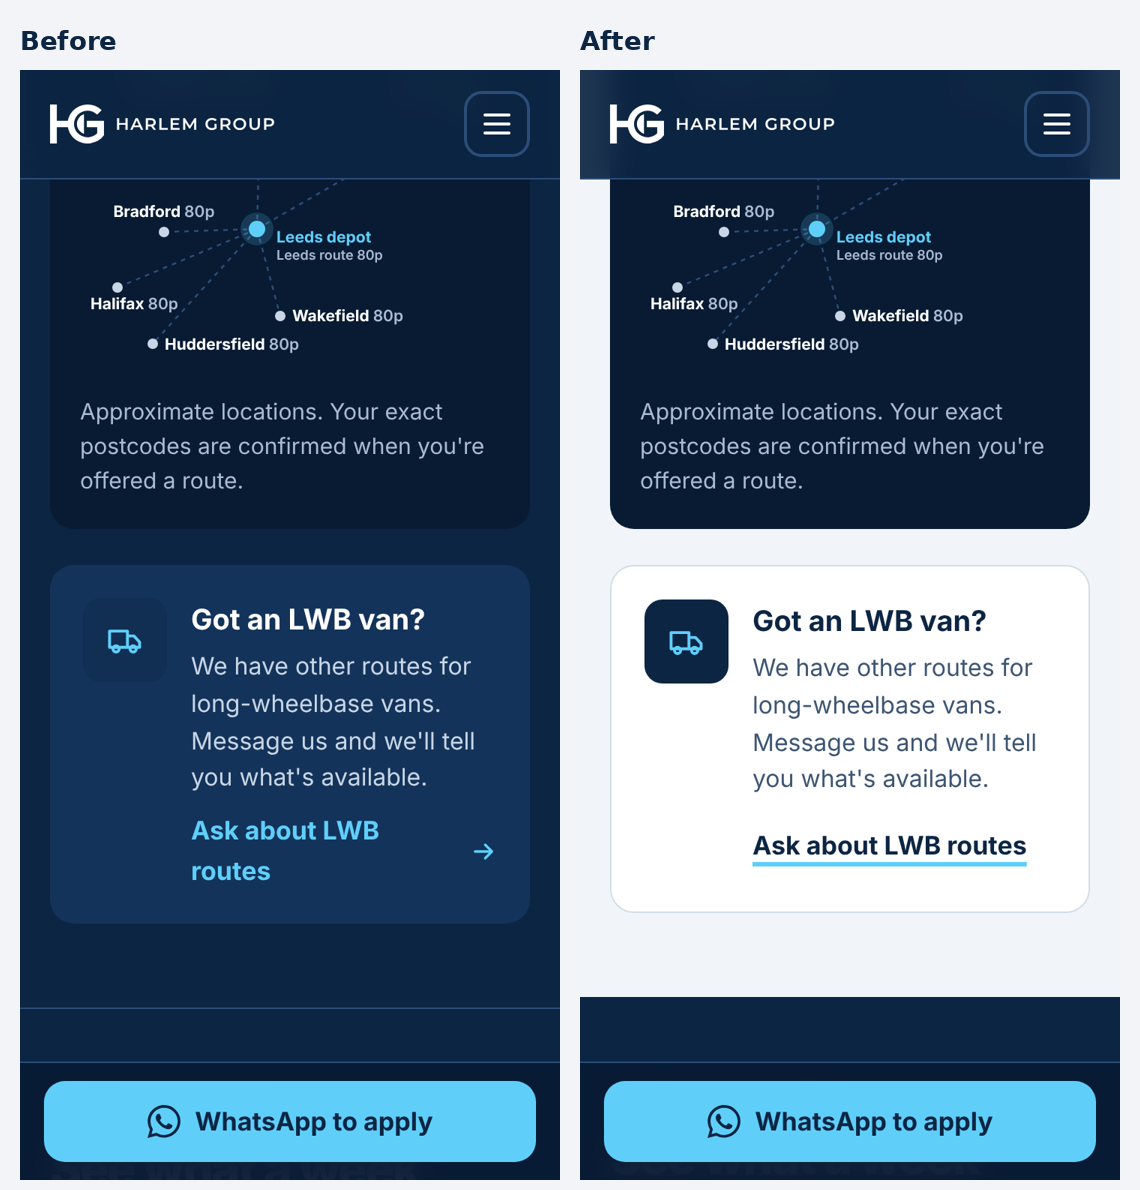 Before
HG HARLEM GROUP
Bradford 80p
Leeds depot
Leeds route 80p
Halifax 80p
Wakefield 80p
Huddersfield 80p
Approximate locations. Your exact
postcodes are confirmed when you're
offered a route.
Got an LWB van?
We have other routes for
long-wheelbase vans.
Message us and we'll tell
you what's available.
Ask about LWB
routes
WhatsApp to apply
See what a week
After
HG HARLEM GROUP
Bradford 80p
Leeds depot
Leeds route 80p
Halifax 80p
Wakefield 80p
Huddersfield 80p
Approximate locations. Your exact
postcodes are confirmed when you're
offered a route.
Got an LWB van?
We have other routes for
long-wheelbase vans.
Message us and we'll tell
you what's available.
Ask about LWB routes
WhatsApp to apply